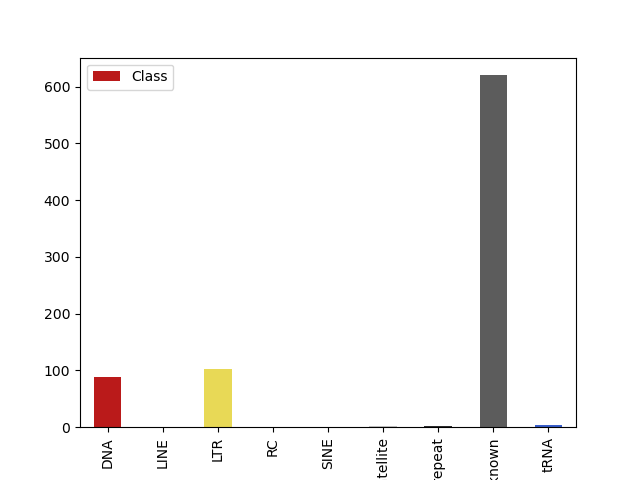 Class
600
500
400
300
200
100
0
DNA
LINE
LTR
RC
SINE
tellite
repeat
known
tRNA